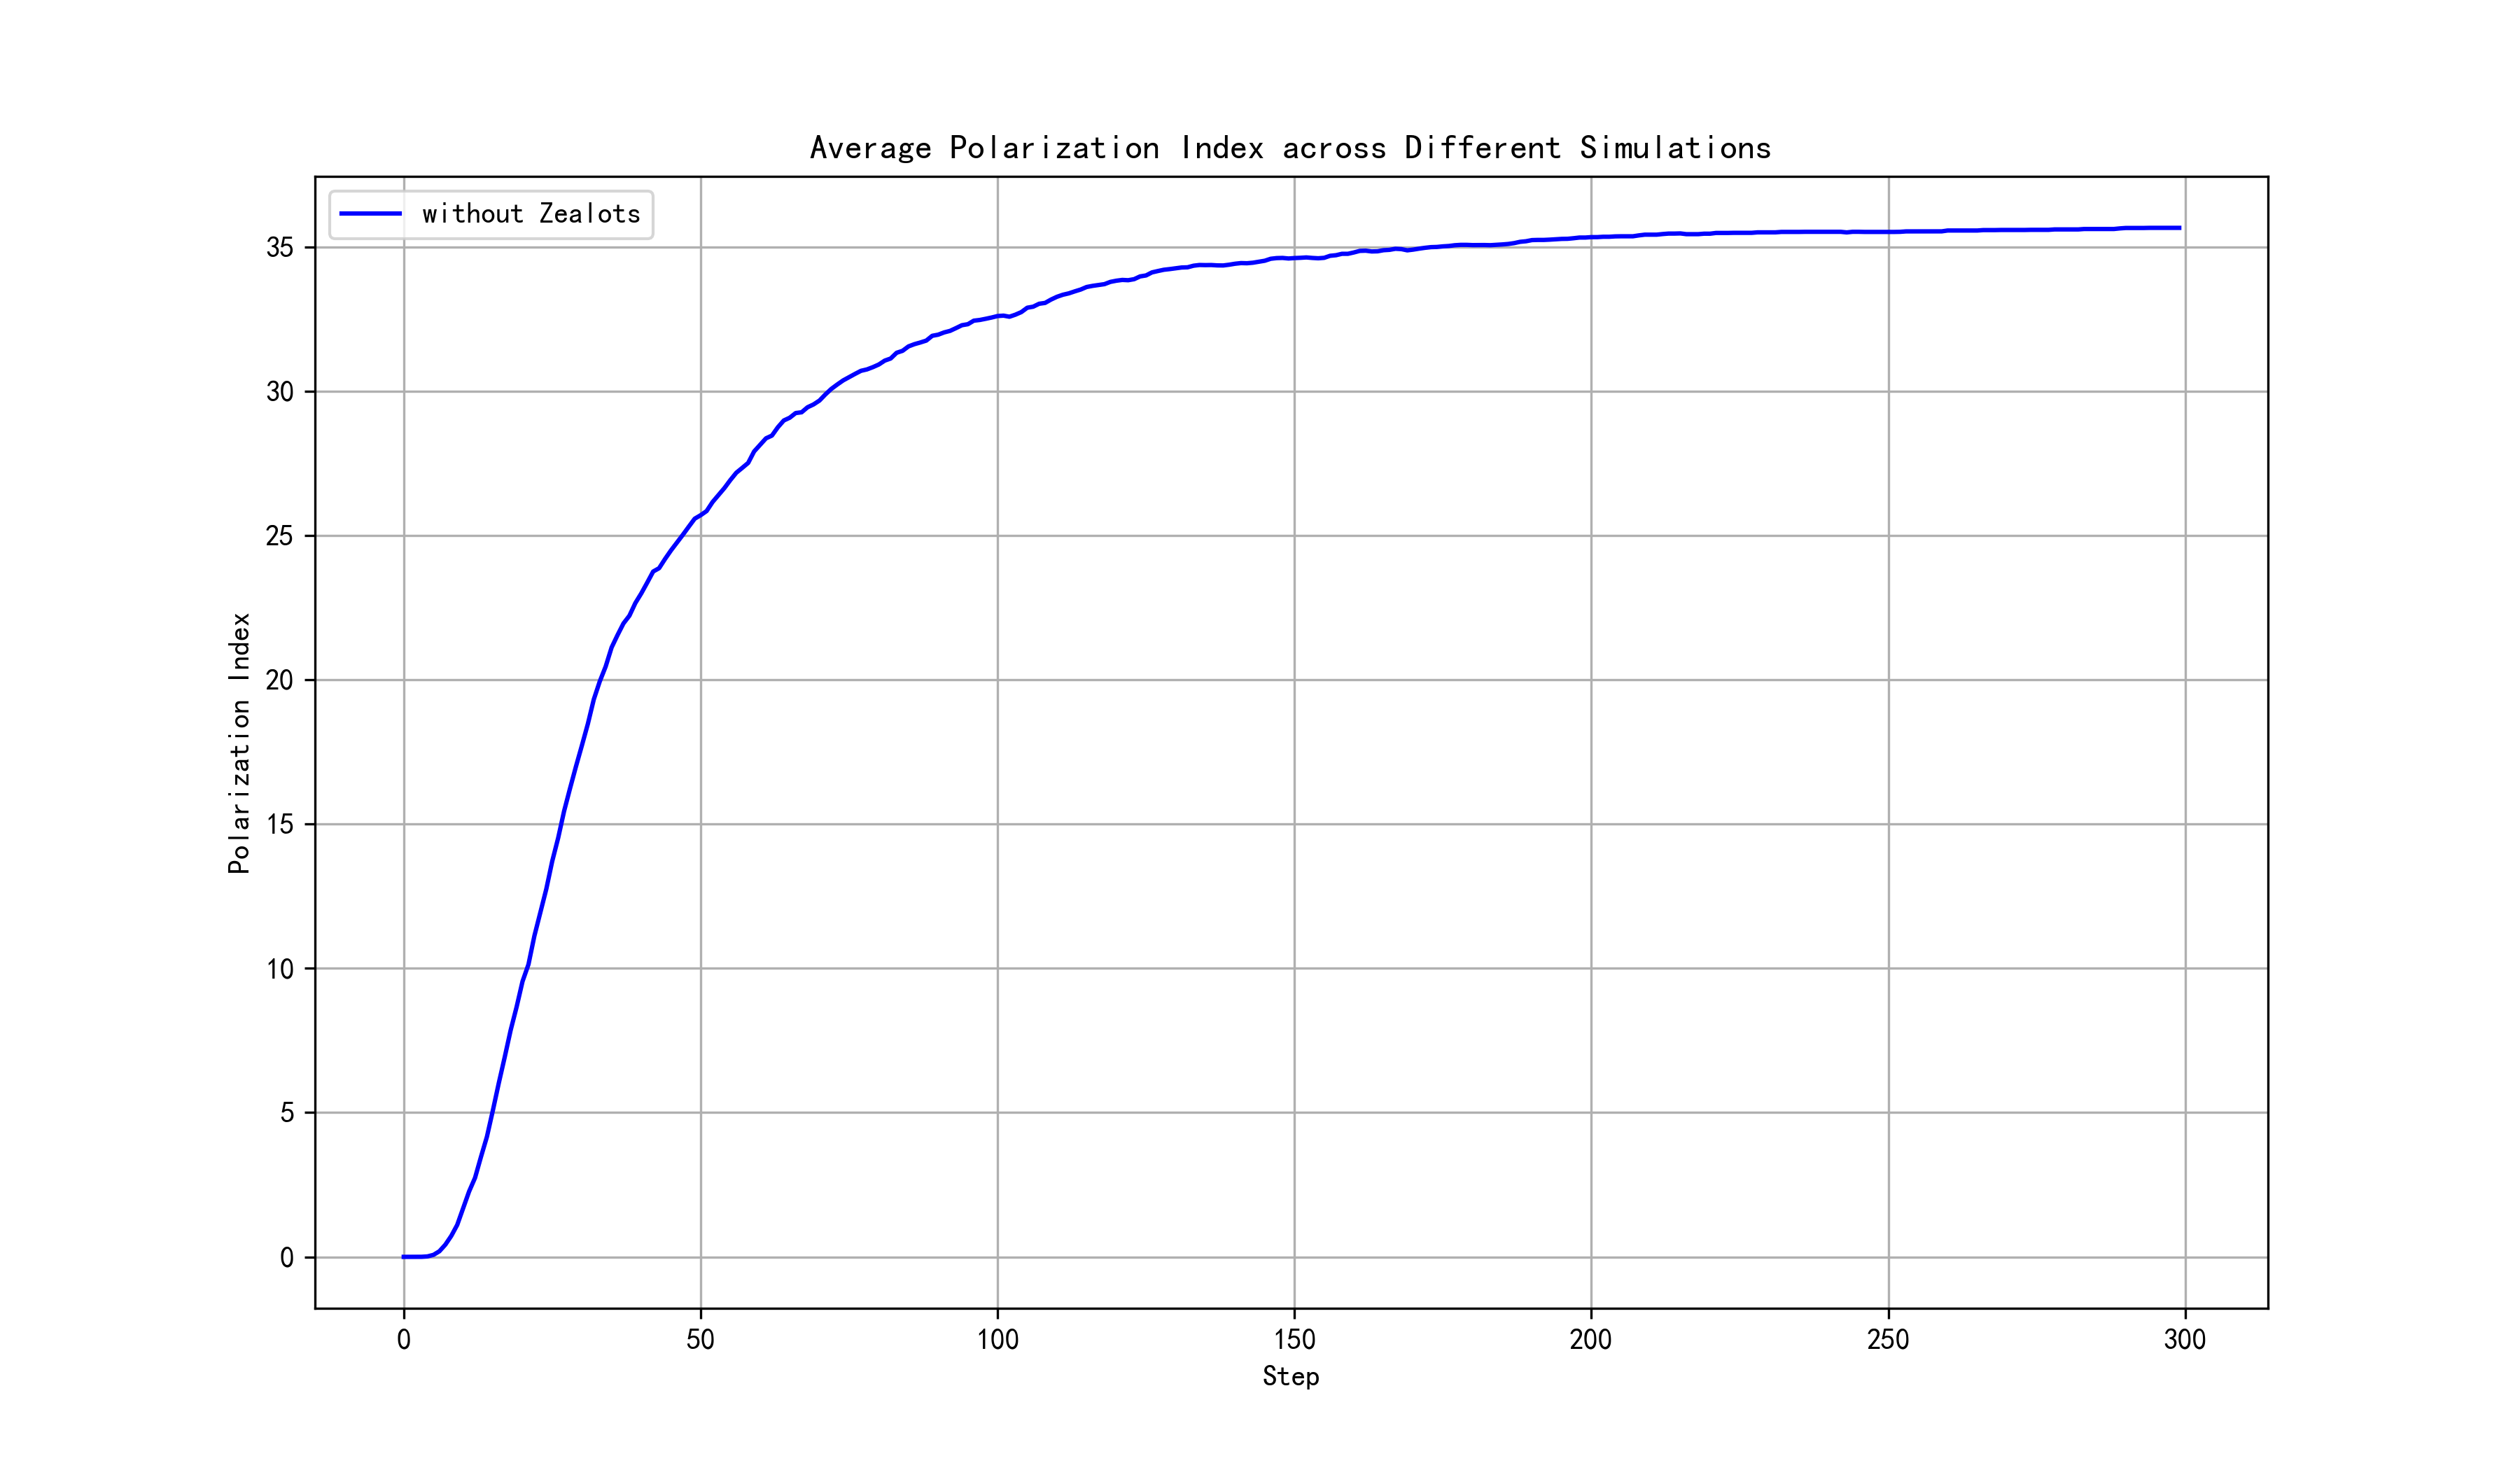 Average Polarization Index across Different Simulations
without Zealots
35
30
25
20
15
10
5
0
Polarization Index
0 50 100 150 200 250 300
Step